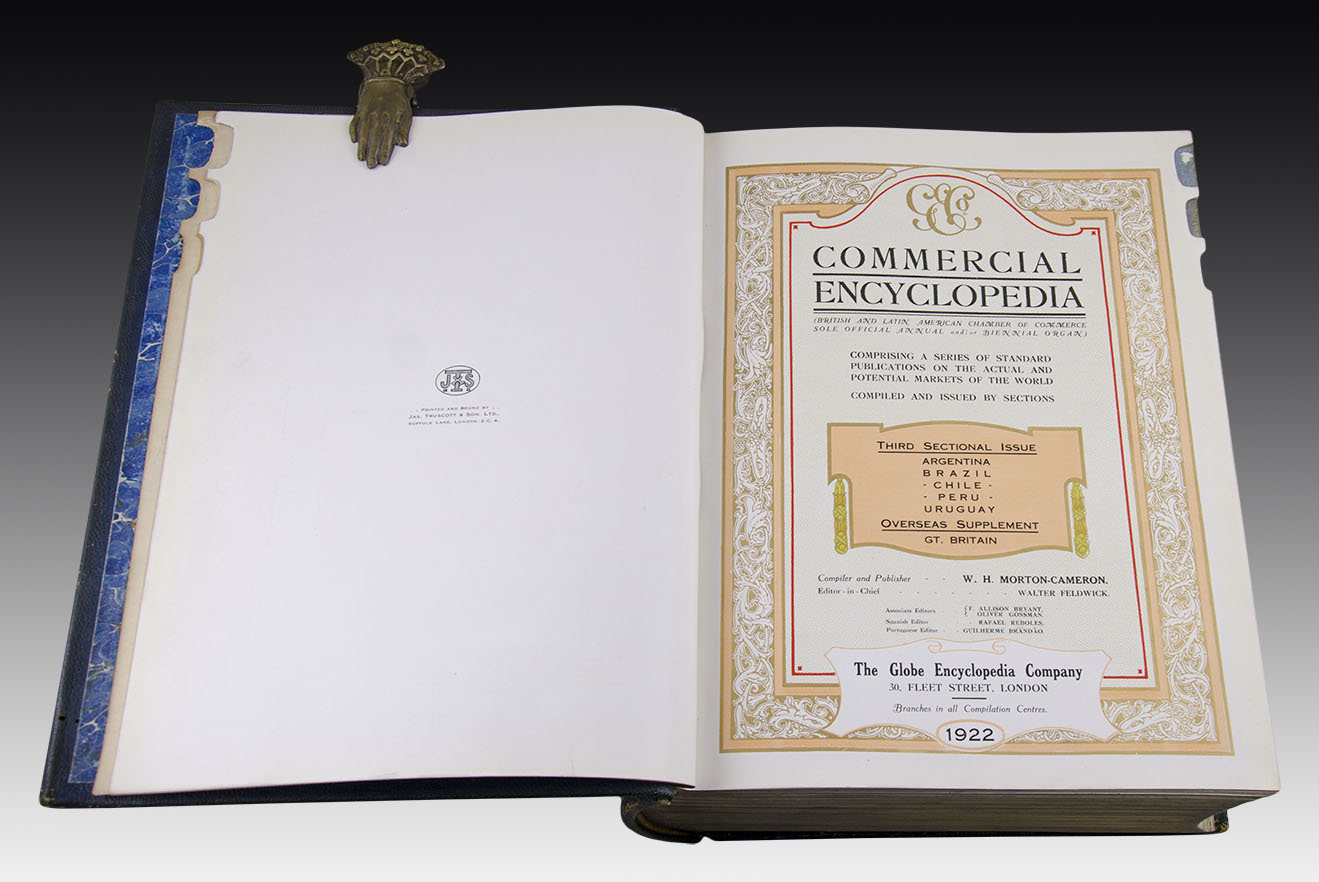 JTS
. . PRINTED AND BOUND BY . .
JAS. TRUSCOTT & SON, LTD.,
SUFFOLK LANE, LONDON, E.C. 4.
COMMERCIAL
ENCYCLOPEDIA
(BRITISH AND LATIN AMERICAN CHAMBER OF COMMERCE
SOLE OFFICIAL ANNUAL and/or BIENNIAL ORGAN)
COMPRISING A SERIES OF STANDARD
PUBLICATIONS ON THE ACTUAL AND
POTENTIAL MARKETS OF THE WORLD
COMPILED AND ISSUED BY SECTIONS
THIRD SECTIONAL ISSUE
ARGENTINA
BRAZIL
- CHILE -
- PERU -
URUGUAY
OVERSEAS SUPPLEMENT
GT. BRITAIN
Compiler and Publisher - - W. H. MORTON-CAMERON.
Editor-in-Chief - - - - - - - WALTER FELDWICK.
Associate Editors - { F. ALLISON BRYANT.
OLIVER GOSSMAN.
Spanish Editor - - RAFAEL REBOLES.
Portuguese Editor - GUILHERME BRANDÃO.
The Globe Encyclopedia Company
30, FLEET STREET, LONDON
Branches in all Compilation Centres.
1922